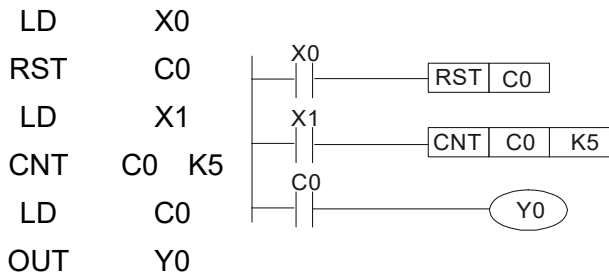 LD X0
RST C0
LD X1
CNT C0 K5
LD C0
OUT Y0
X0
RST C0
X1
CNT C0 K5
C0
Y0